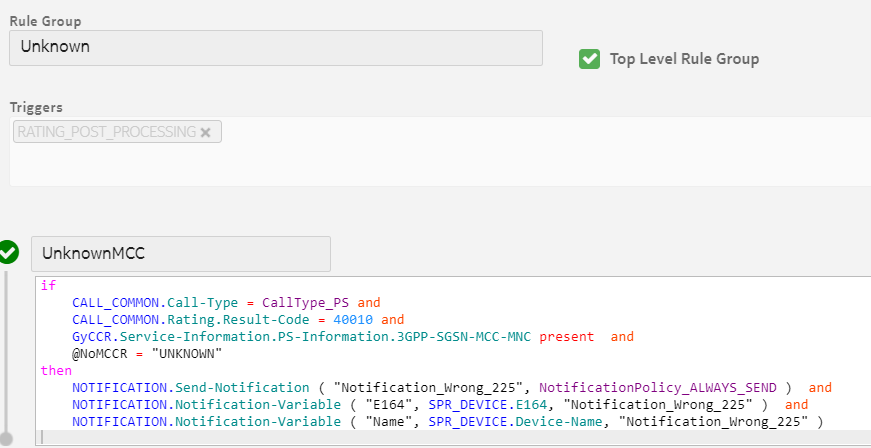 Rule Group
Unknown
Top Level Rule Group
Triggers
RATING_POST_PROCESSING ×
UnknownMCC
if
CALL_COMMON.Call-Type = CallType_PS and
CALL_COMMON.Rating.Result-Code = 40010 and
GyCCR.Service-Information.PS-Information.3GPP-SGSN-MCC-MNC present  and
@NoMCCR = "UNKNOWN"
then
NOTIFICATION.Send-Notification ( "Notification_Wrong_225", NotificationPolicy_ALWAYS_SEND )  and
NOTIFICATION.Notification-Variable ( "E164", SPR_DEVICE.E164, "Notification_Wrong_225" )  and
NOTIFICATION.Notification-Variable ( "Name", SPR_DEVICE.Device-Name, "Notification_Wrong_225" )